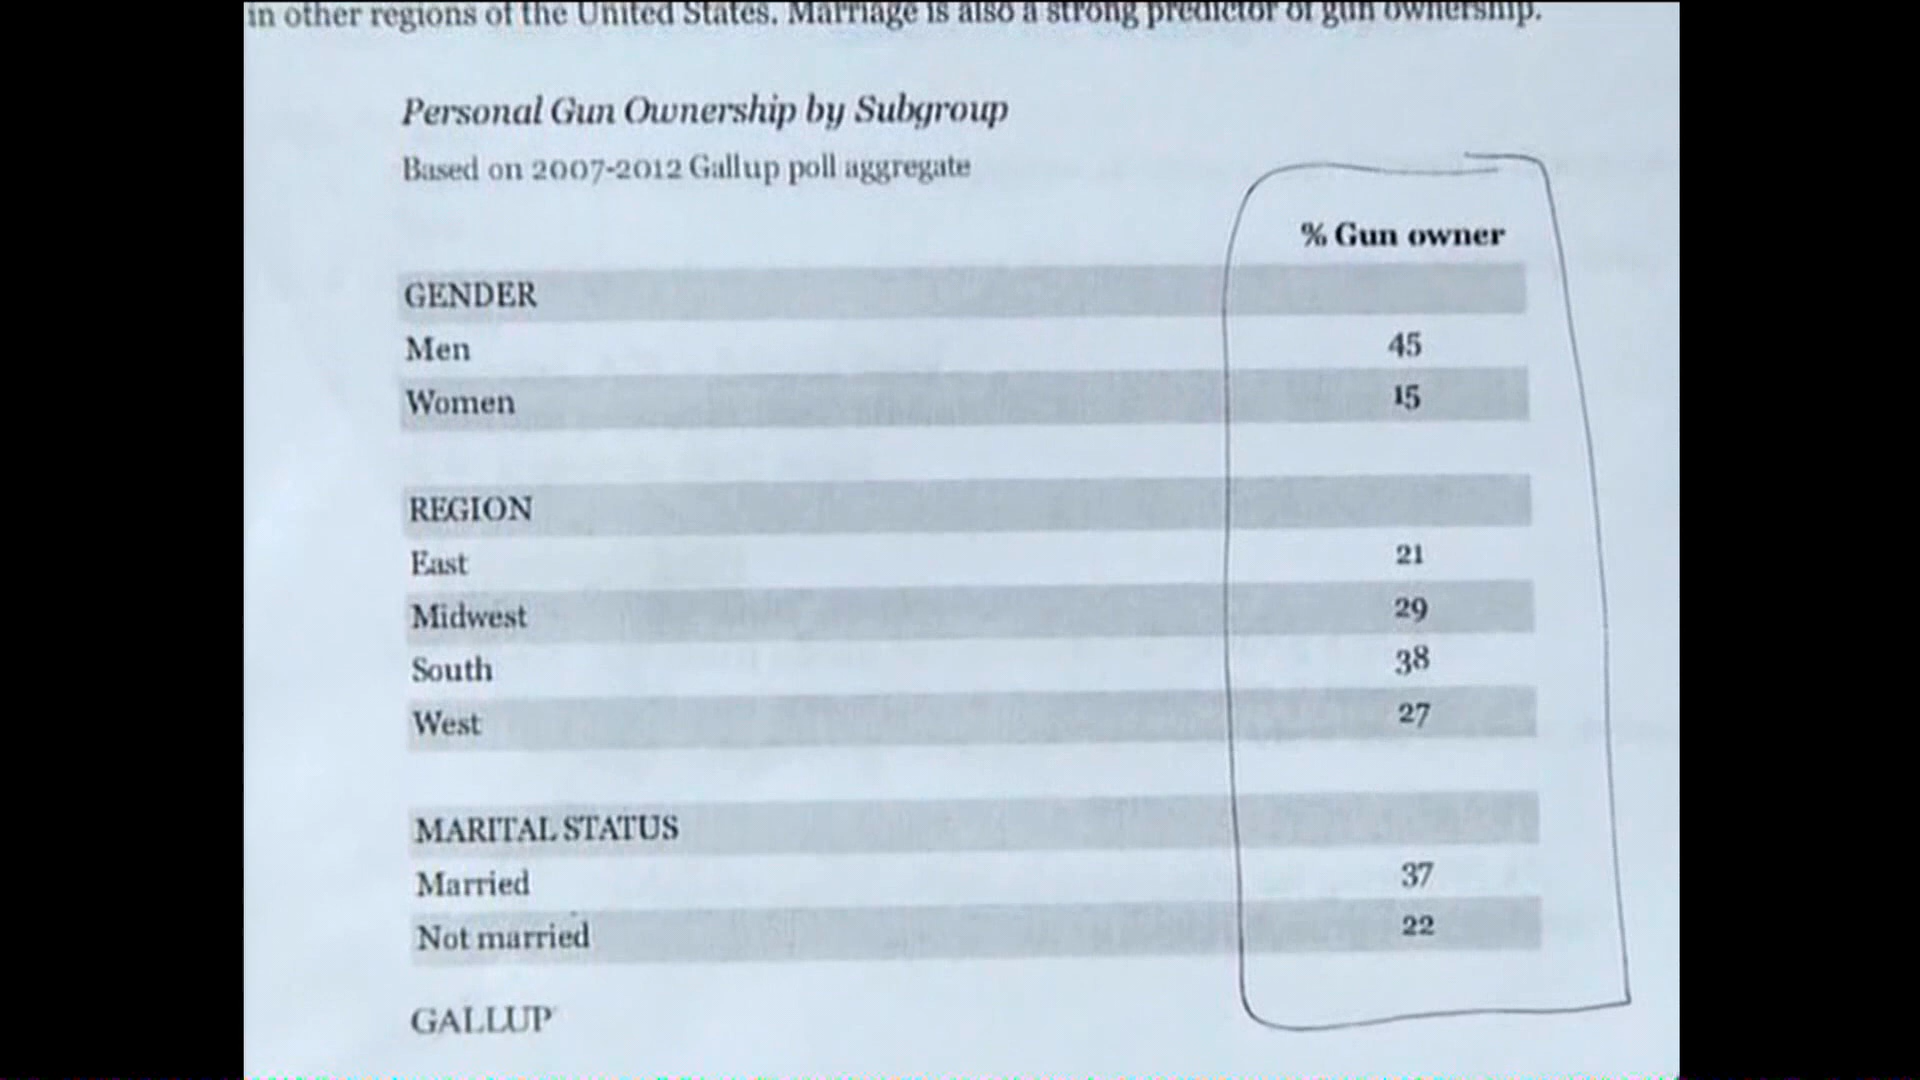 in other regions of the United States. Marriage is also a strong predictor of gun ownership.
Personal Gun Ownership by Subgroup
Based on 2007-2012 Gallup poll aggregate
% Gun owner
GENDER
Men 45
Women 15
REGION
East 21
Midwest 29
South 38
West 27
MARITAL STATUS
Married 37
Not married 22
GALLUP